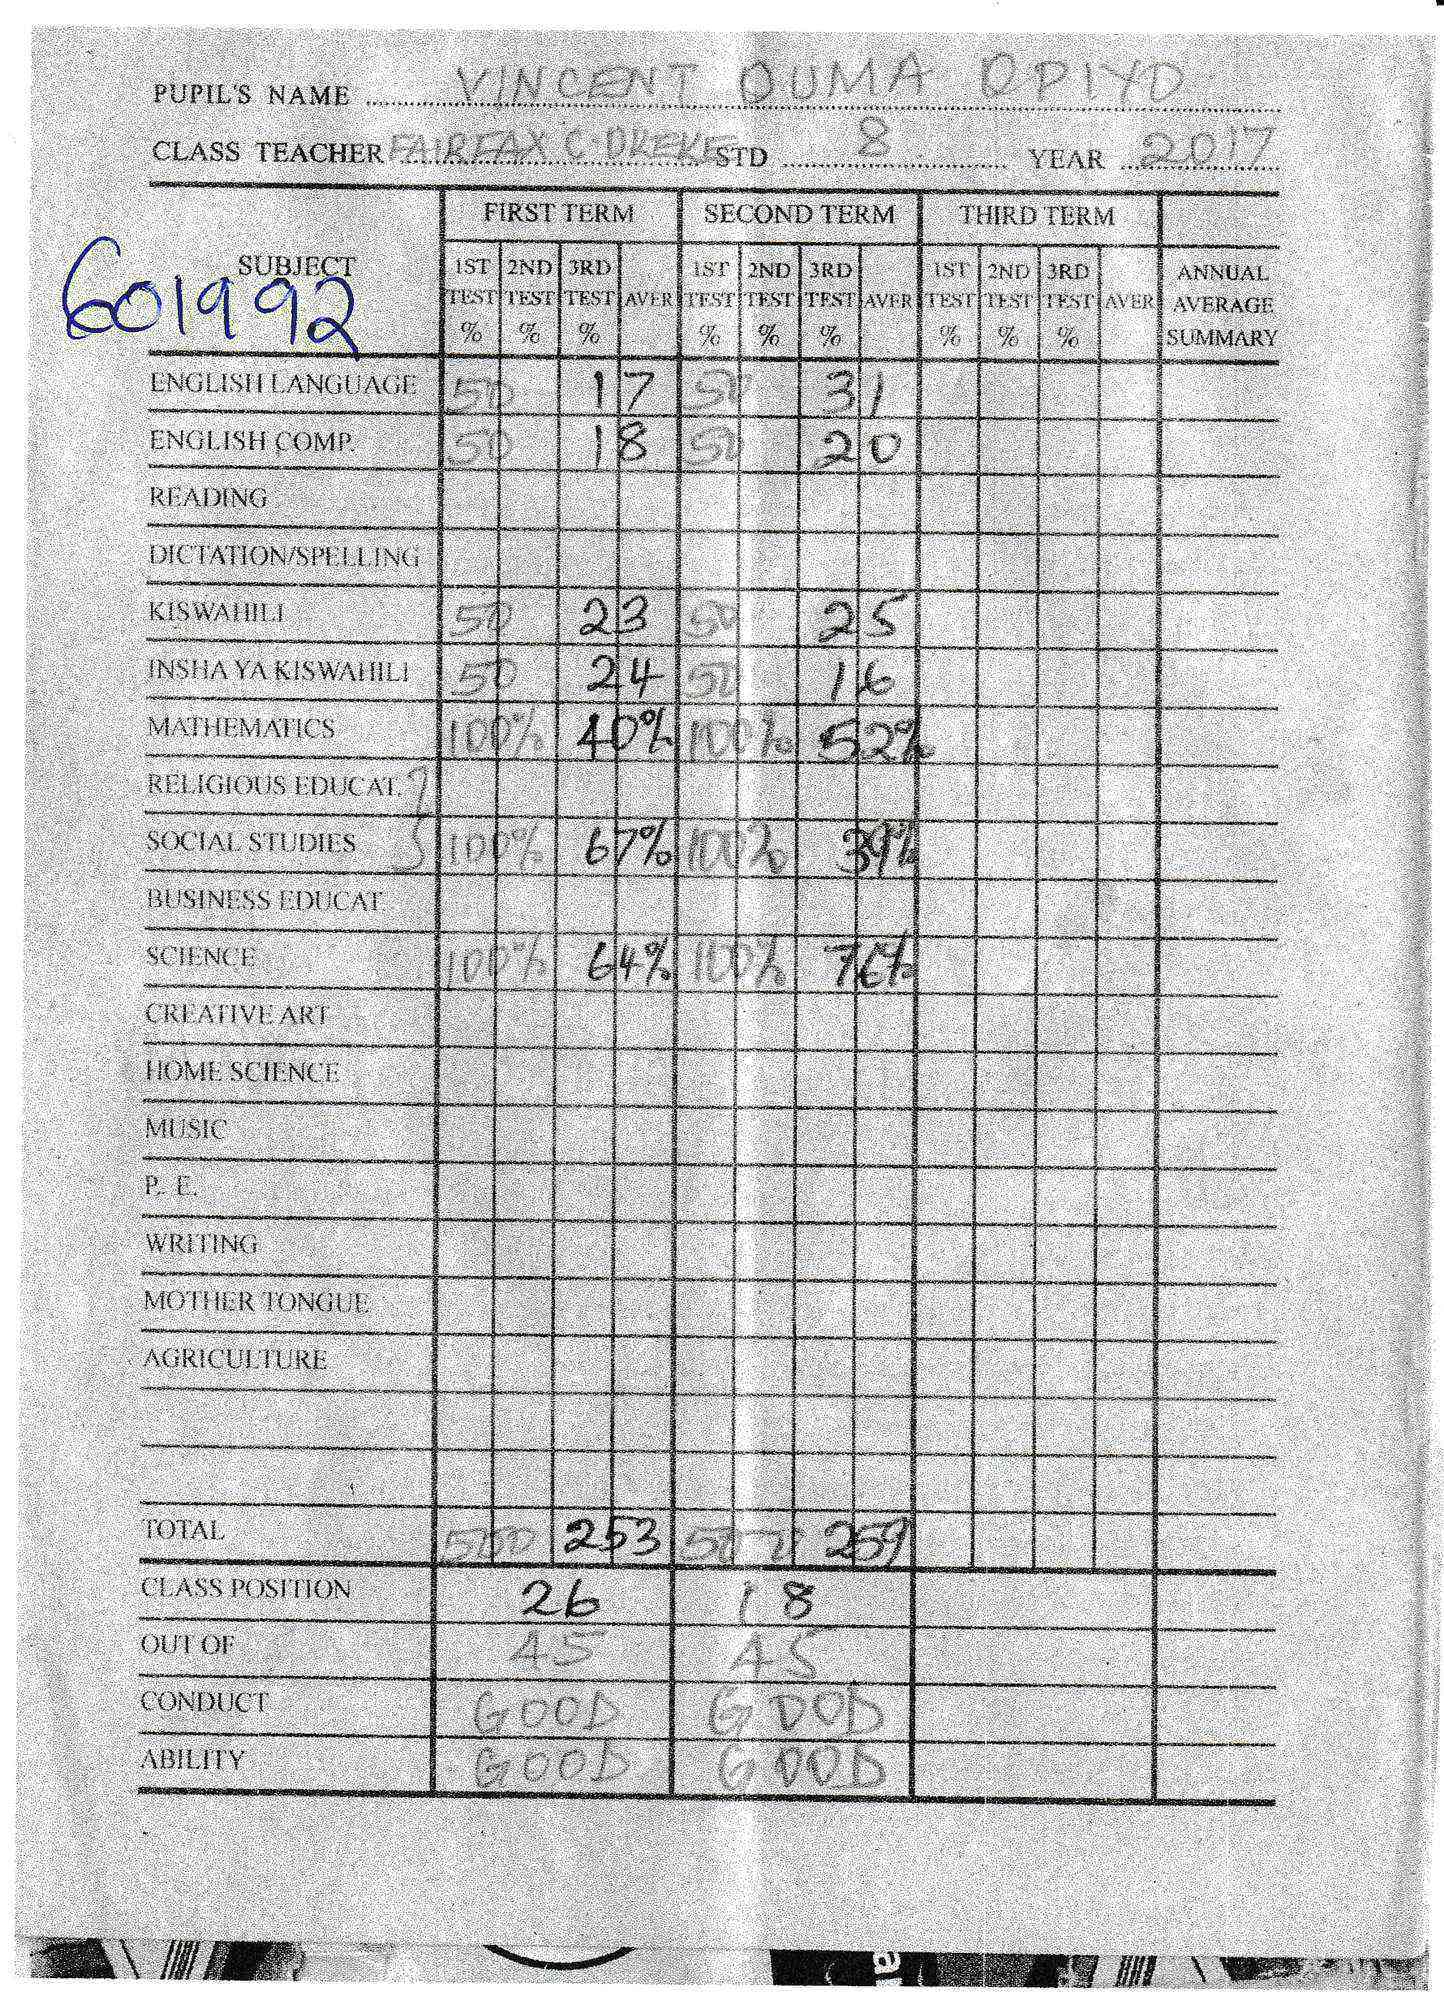 PUPIL'S NAME VINCENT OUMA OPIYO
CLASS TEACHER FAIRFAX C. DREKE STD 8 YEAR 2017
FIRST TERM SECOND TERM THIRD TERM
SUBJECT 1ST TEST % 2ND TEST % 3RD TEST % AVER 1ST TEST % 2ND TEST % 3RD TEST % AVER 1ST TEST % 2ND TEST % 3RD TEST % AVER ANNUAL AVERAGE SUMMARY
601992
ENGLISH LANGUAGE 50 17 50 31
ENGLISH COMP. 50 18 50 20
READING
DICTATION/SPELLING
KISWAHILI 50 23 50 25
INSHA YA KISWAHILI 50 24 50 16
MATHEMATICS 100% 40% 100% 52%
RELIGIOUS EDUCAT.
SOCIAL STUDIES 100% 67% 100% 39%
BUSINESS EDUCAT.
SCIENCE 100% 64% 100% 76%
CREATIVE ART
HOME SCIENCE
MUSIC
P. E.
WRITING
MOTHER TONGUE
AGRICULTURE
TOTAL 500 253 500 259
CLASS POSITION 26 18
OUT OF 45 45
CONDUCT GOOD GOOD
ABILITY GOOD GOOD